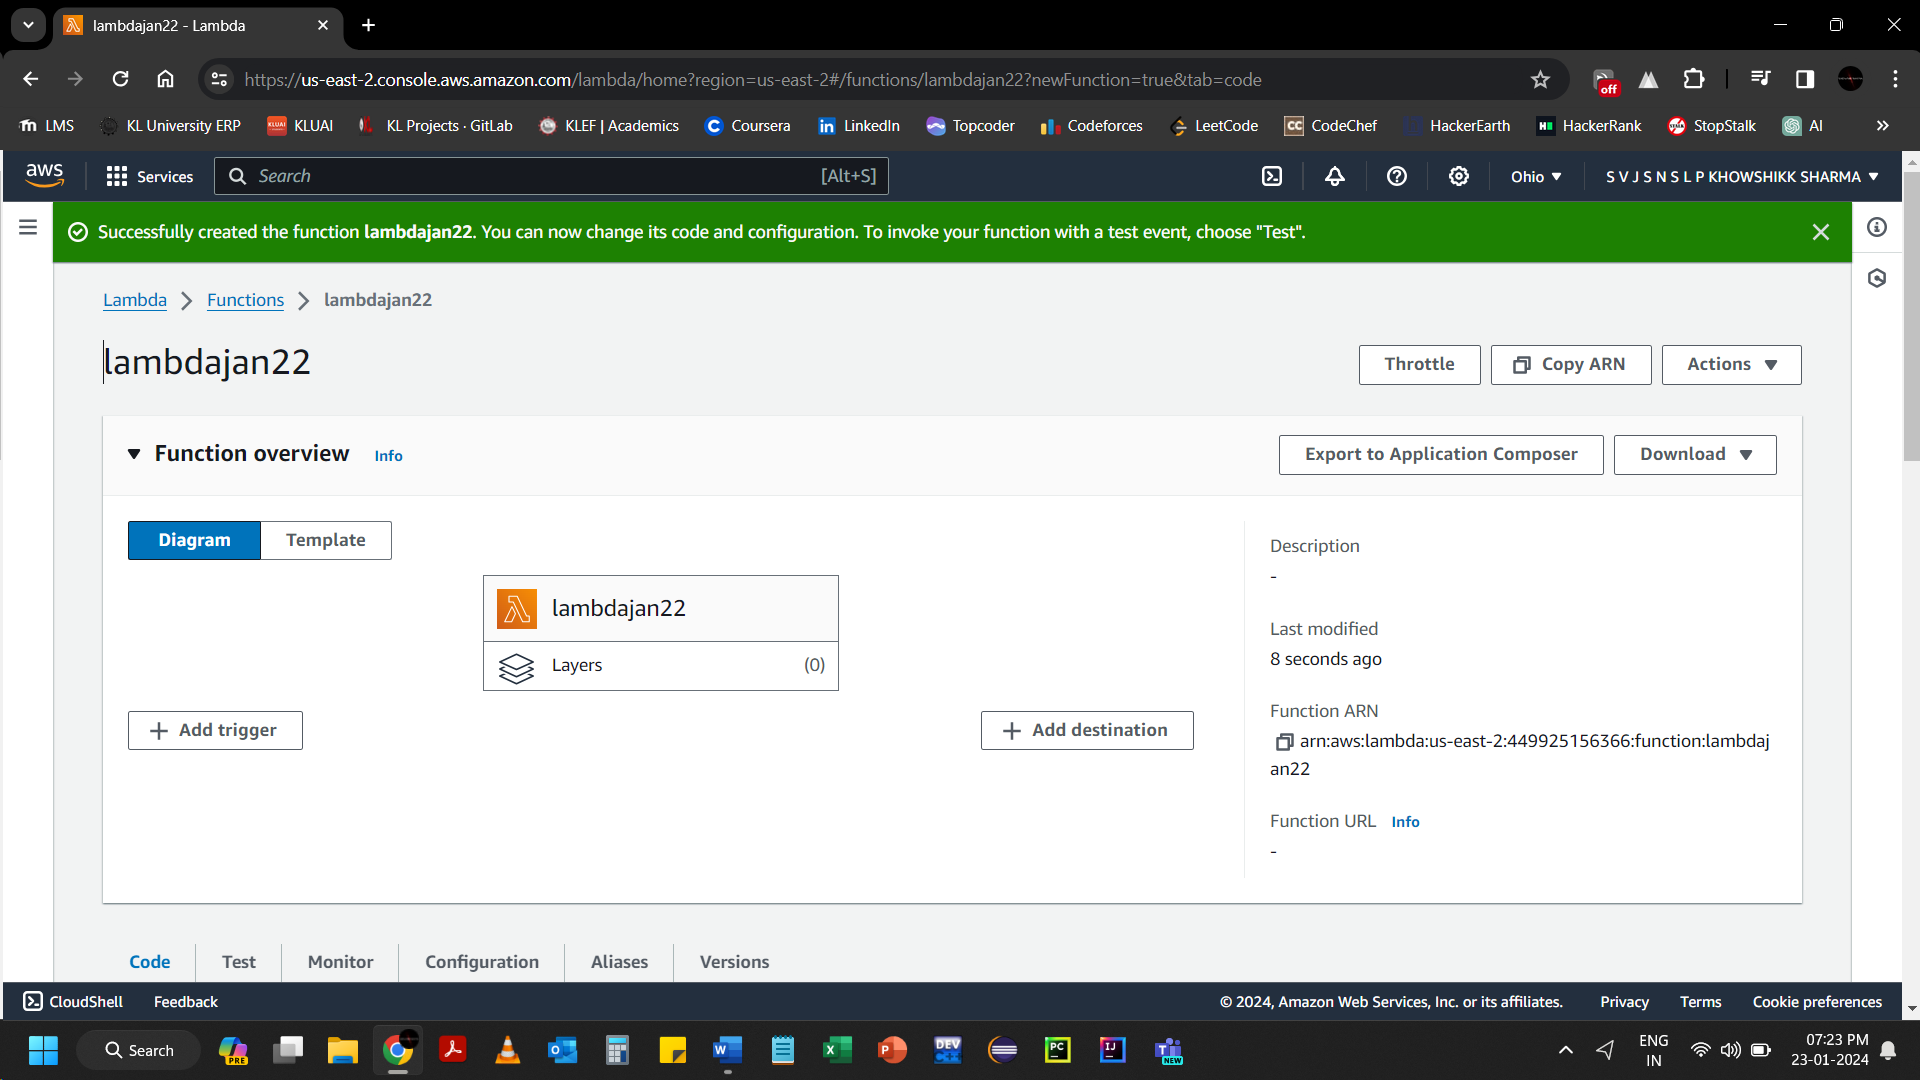 lambdajan22 - Lambda
https://us-east-2.console.aws.amazon.com/lambda/home?region=us-east-2#/functions/lambdajan22?newFunction=true&tab=code
off
LMS KL University ERP KLUAI KL Projects · GitLab KLEF | Academics Coursera LinkedIn Topcoder Codeforces LeetCode CodeChef HackerEarth HackerRank StopStalk AI
aws Services Search [Alt+S] Ohio S V J S N S L P KHOWSHIKK SHARMA
Successfully created the function lambdajan22. You can now change its code and configuration. To invoke your function with a test event, choose "Test".
Lambda Functions lambdajan22
lambdajan22
Throttle Copy ARN Actions
Function overview Info
Export to Application Composer Download
Diagram Template
lambdajan22
Layers (0)
Add trigger
Add destination
Description
-
Last modified
8 seconds ago
Function ARN
arn:aws:lambda:us-east-2:449925156366:function:lambdaj
an22
Function URL Info
-
Code Test Monitor Configuration Aliases Versions
CloudShell Feedback © 2024, Amazon Web Services, Inc. or its affiliates. Privacy Terms Cookie preferences
Search
PRE
DEV
C++
PC
IJ
NEW
ENG
IN
07:23 PM
23-01-2024